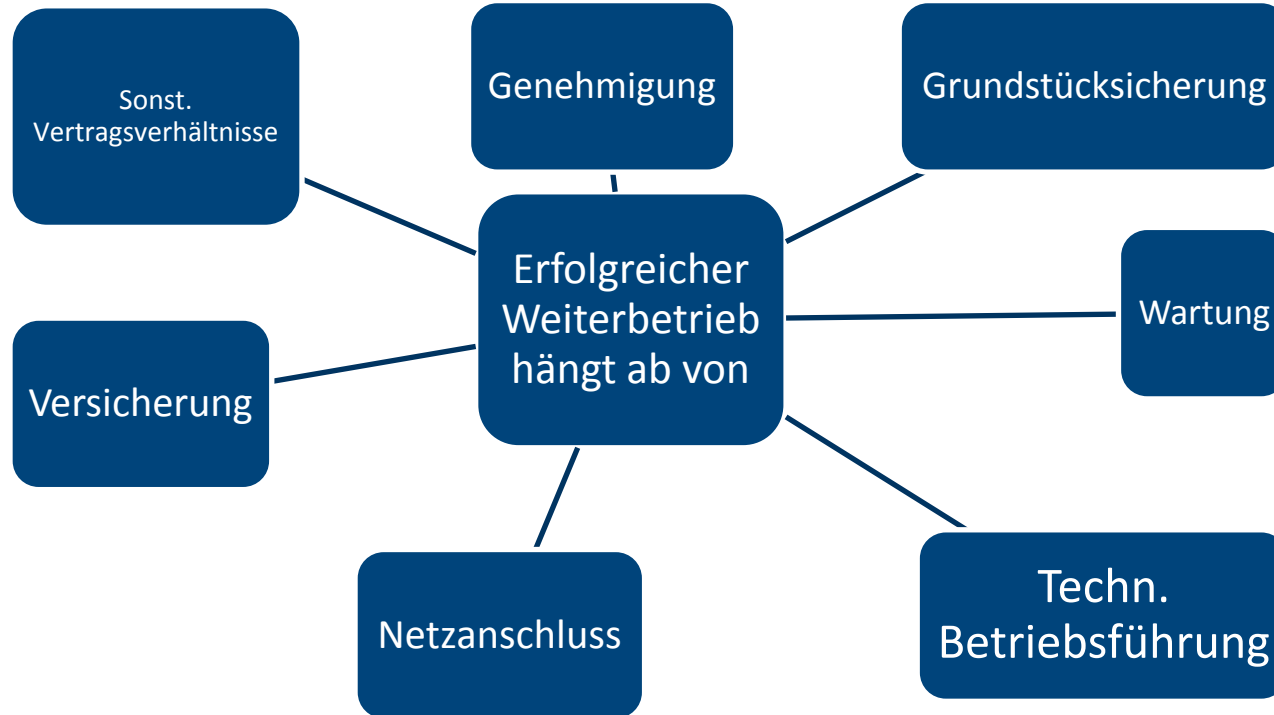 Sonst.
Vertragsverhältnisse
Genehmigung
Grundstücksicherung
Erfolgreicher
Weiterbetrieb
hängt ab von
Wartung
Versicherung
Netzanschluss
Techn.
Betriebsführung